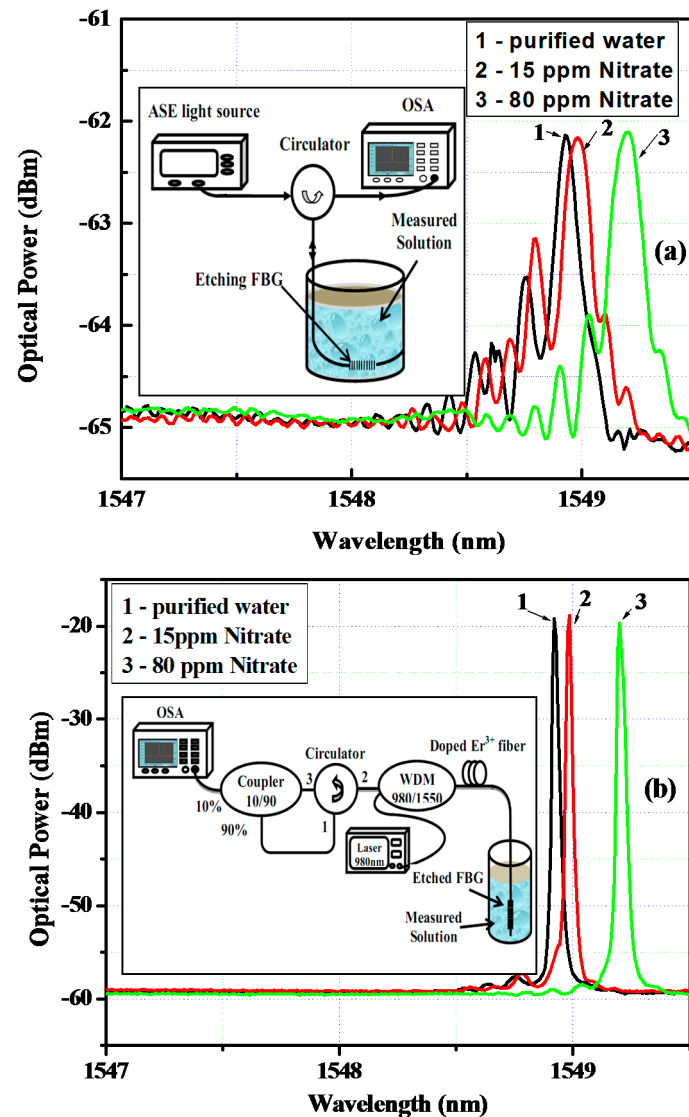 -61
-62
-63
-64
-65
Optical Power (dBm)
1 - purified water
2 - 15 ppm Nitrate
3 - 80 ppm Nitrate
ASE light source
OSA
Circulator
Measured
Solution
Etching FBG
1
2
3
(a)
1547
1548
1549
Wavelength (nm)
-20
-30
-40
-50
-60
Optical Power (dBm)
1 - purified water
2 - 15ppm Nitrate
3 - 80 ppm Nitrate
1
2
3
OSA
Circulator
Doped Er³⁺ fiber
Coupler
10/90
3
2
WDM
980/1550
10%
90%
1
Laser
980nm
Etched FBG
Measured
Solution
(b)
1547
1548
1549
Wavelength (nm)